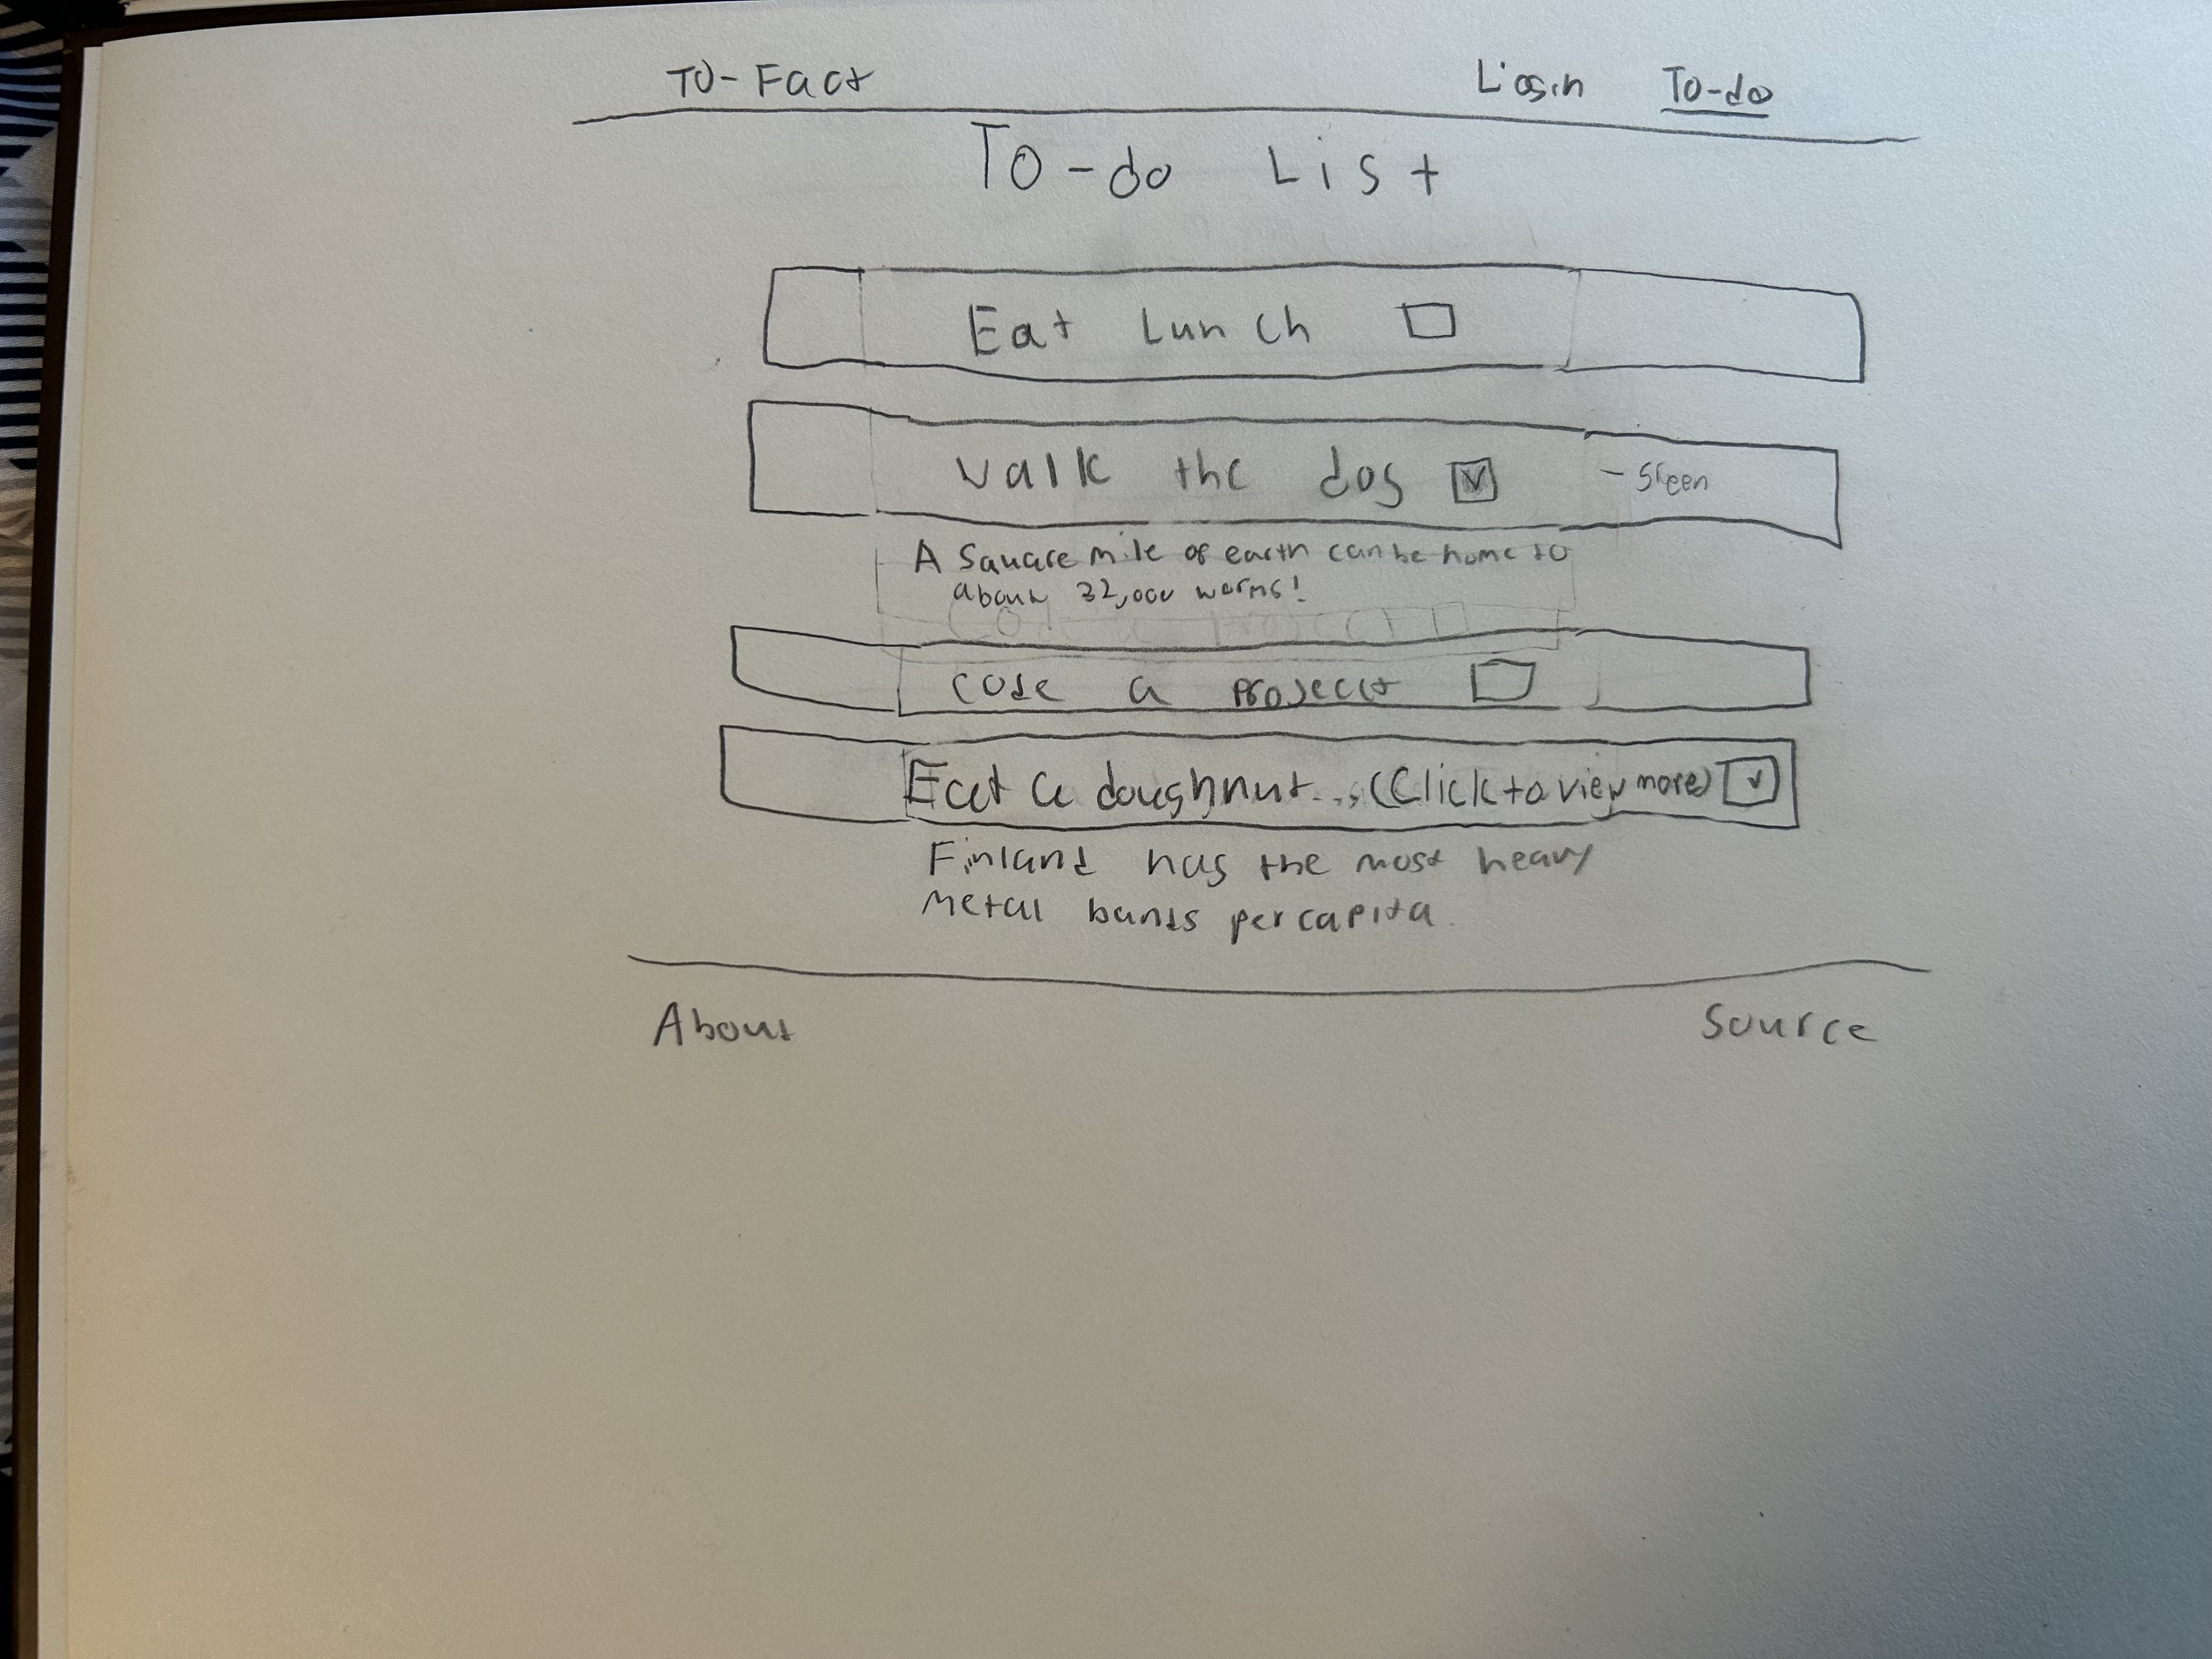 TO-Fact Login To-do
To-do List
Eat Lunch
Walk the dog - green
A Square mile of earth can be home to
about 32,000 worms!
Code a project
Code a project
Eat a doughnut...(Click to view more)
Finland has the most heavy
metal bands per capita.
About Source